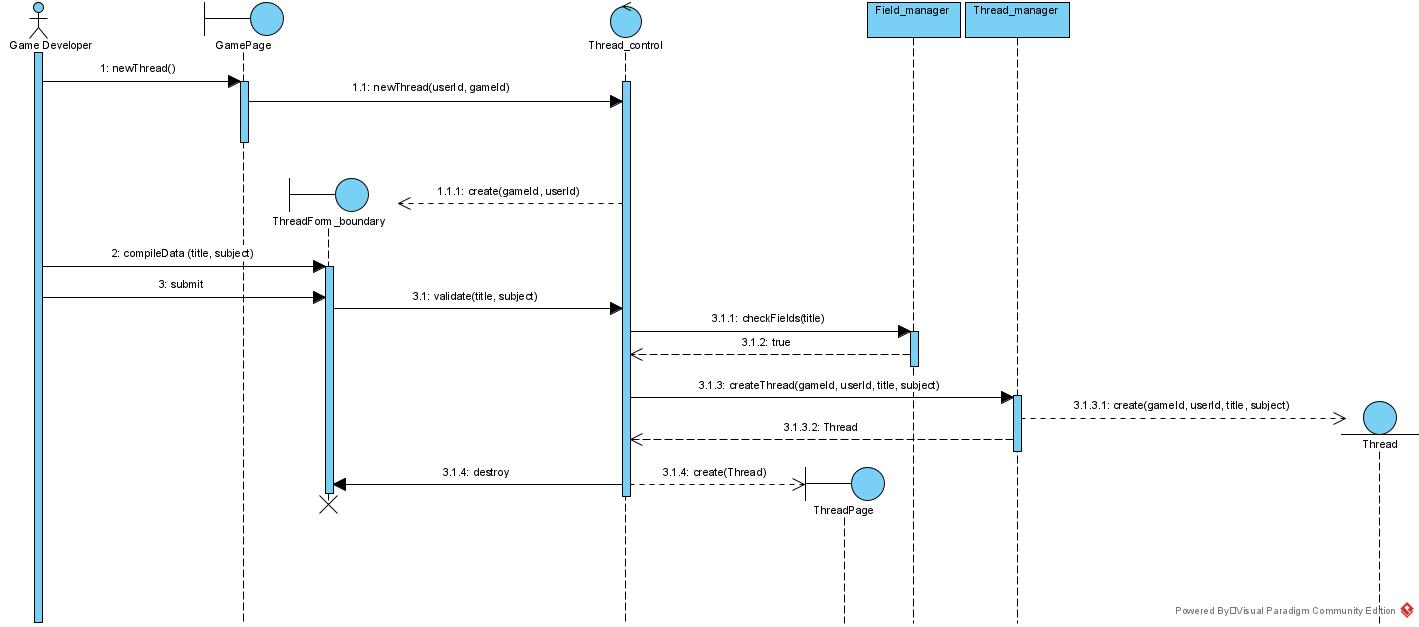 Field_manager
Thread_manager
Game Developer
GamePage
Thread_control
1: newThread()
1.1: newThread(userId, gameId)
1.1.1: create(gameId, userId)
ThreadForm_boundary
2: compileData (title, subject)
3: submit
3.1: validate(title, subject)
3.1.1: checkFields(title)
3.1.2: true
3.1.3: createThread(gameId, userId, title, subject)
3.1.3.1: create(gameId, userId, title, subject)
3.1.3.2: Thread
Thread
3.1.4: destroy
3.1.4: create(Thread)
ThreadPage
Powered By□Visual Paradigm Community Edition